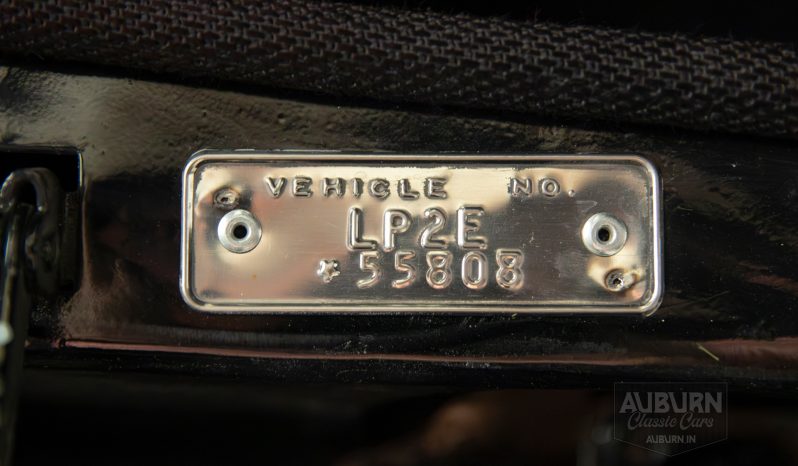 VEHICLE NO.
LP2E
*55808
AUBURN
Classic Cars
AUBURN.IN